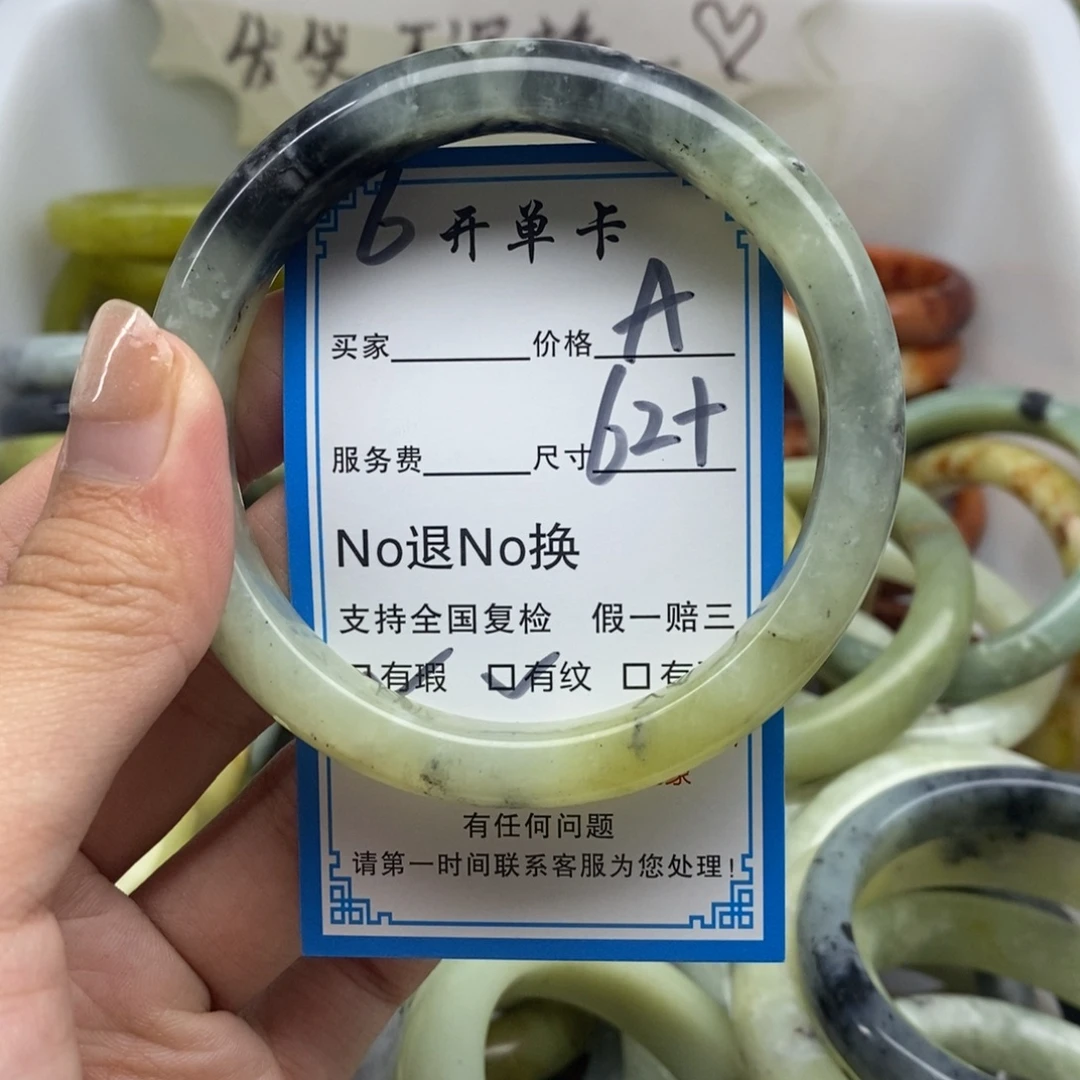 6 开单卡
买家 价格 A
服务费 尺寸 62+
No退No换
支持全国复检 假一赔三
□有瑕 □有纹 □有
有任何问题
请第一时间联系客服为您处理!